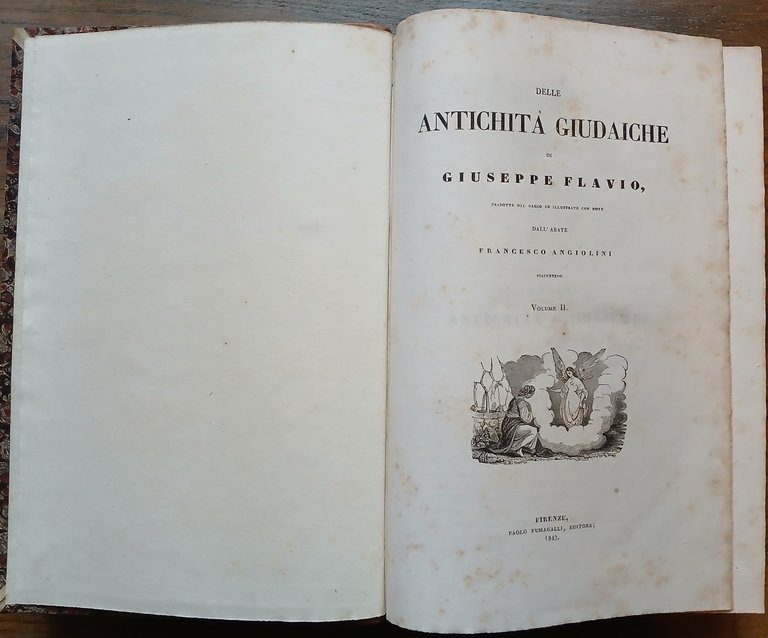 DELLE
ANTICHITÀ GIUDAICHE
DI
GIUSEPPE FLAVIO,
TRADOTTE DAL GRECO ED ILLUSTRATE CON NOTE
DALL'ABATE
FRANCESCO ANGIOLINI
PIACENTINO.
VOLUME II.
FIRENZE,
PAOLO FUMAGALLI, EDITORE;
1842.